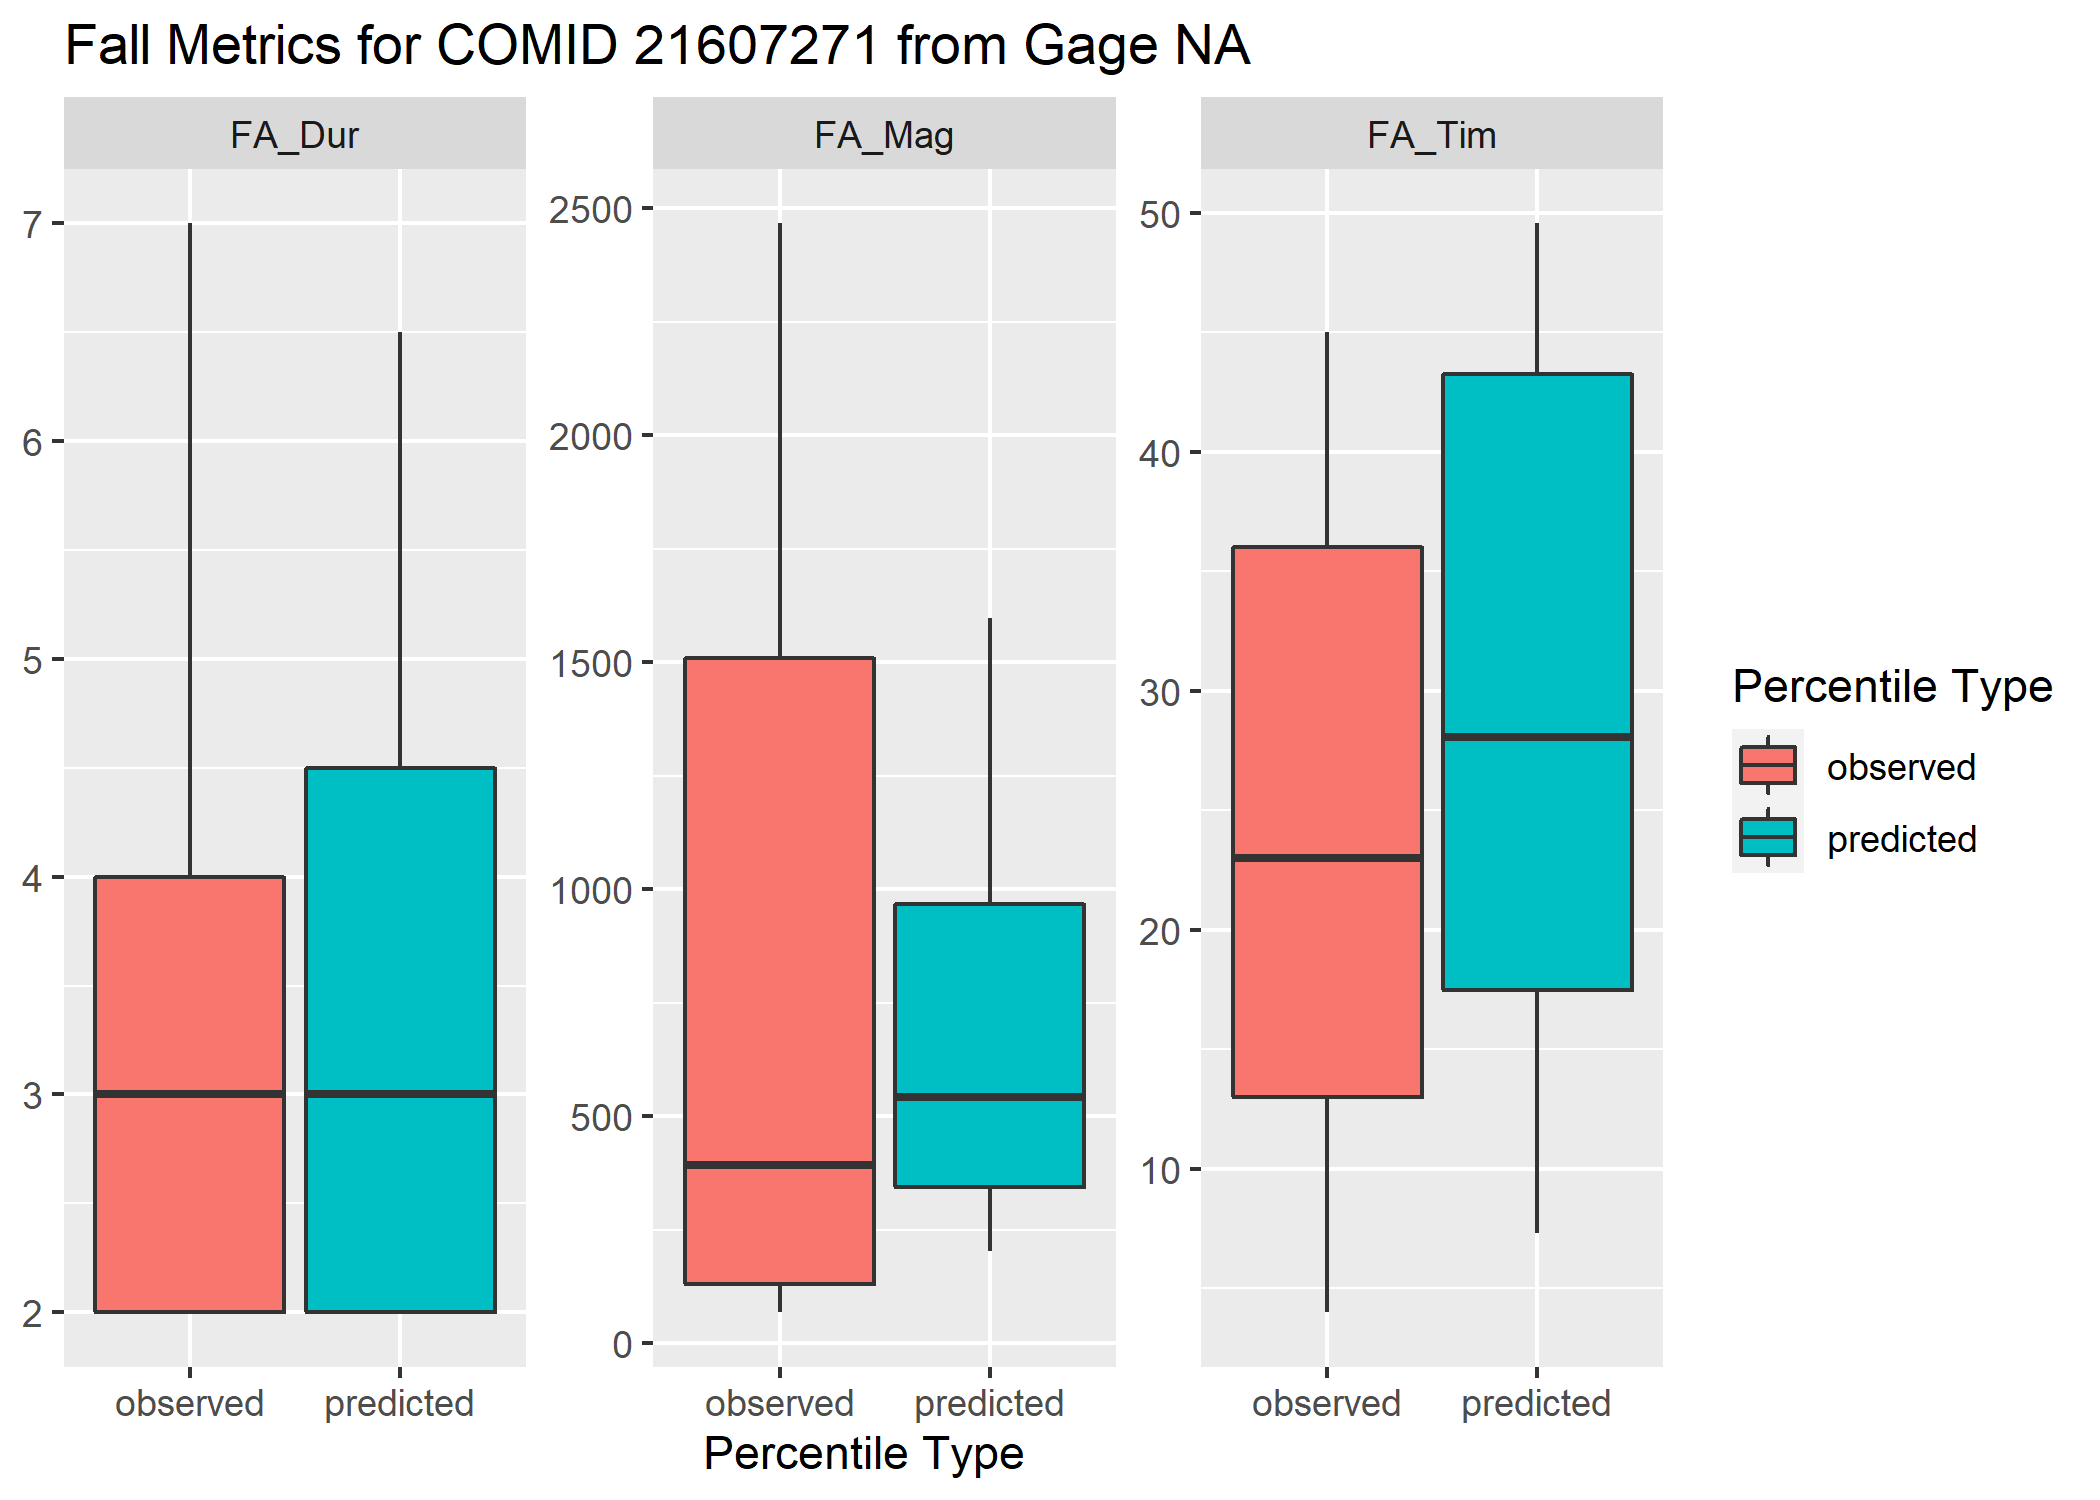 Fall Metrics for COMID 21607271 from Gage NA
FA_Dur
FA_Mag
FA_Tim
7
6
5
4
3
2
2500
2000
1500
1000
500
0
50
40
30
20
10
observed
predicted
observed
predicted
observed
predicted
Percentile Type
Percentile Type
observed
predicted